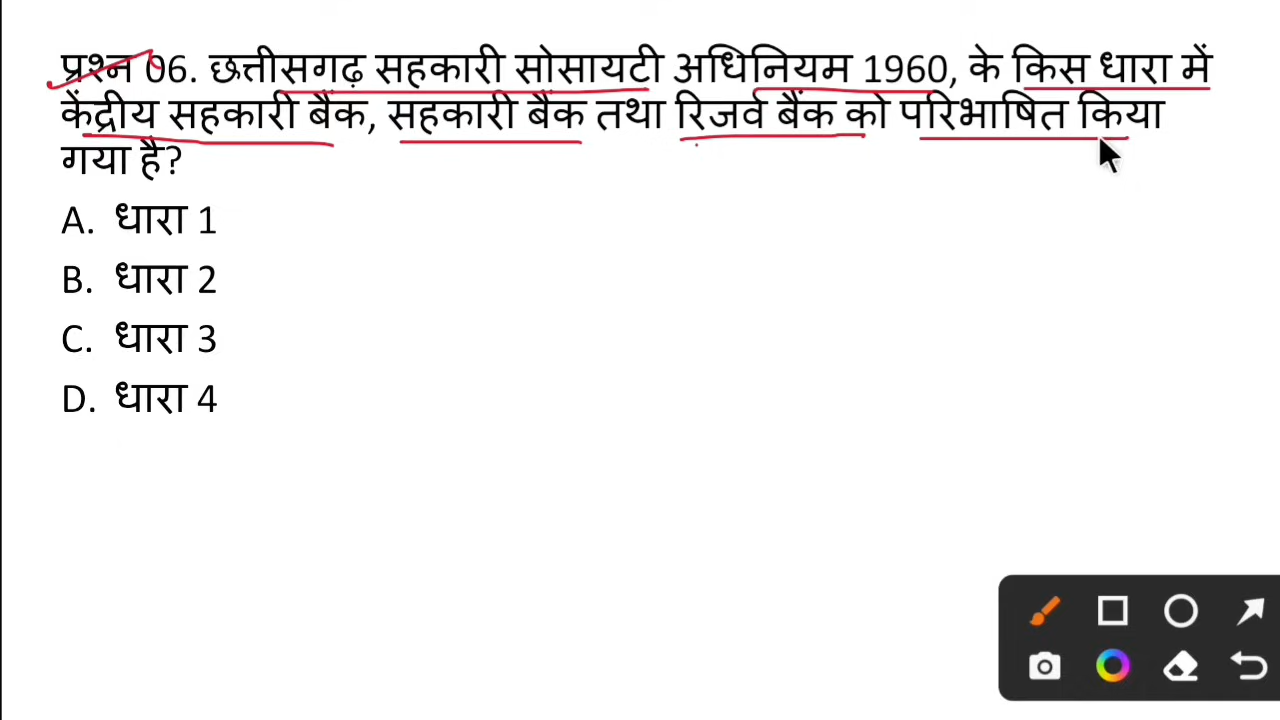 प्रश्न 06. छत्तीसगढ़ सहकारी सोसायटी अधिनियम 1960, के किस धारा में
केंद्रीय सहकारी बैंक, सहकारी बैंक तथा रिजर्व बैंक को परिभाषित किया
गया है?
A. धारा 1
B. धारा 2
C. धारा 3
D. धारा 4